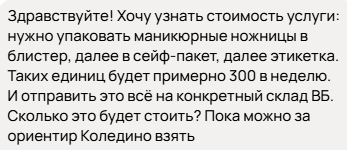 Здравствуйте! Хочу узнать стоимость услуги:
нужно упаковать маникюрные ножницы в
блистер, далее в сейф-пакет, далее этикетка.
Таких единиц будет примерно 300 в неделю.
И отправить это всё на конкретный склад ВБ.
Сколько это будет стоить? Пока можно за
ориентир Коледино взять